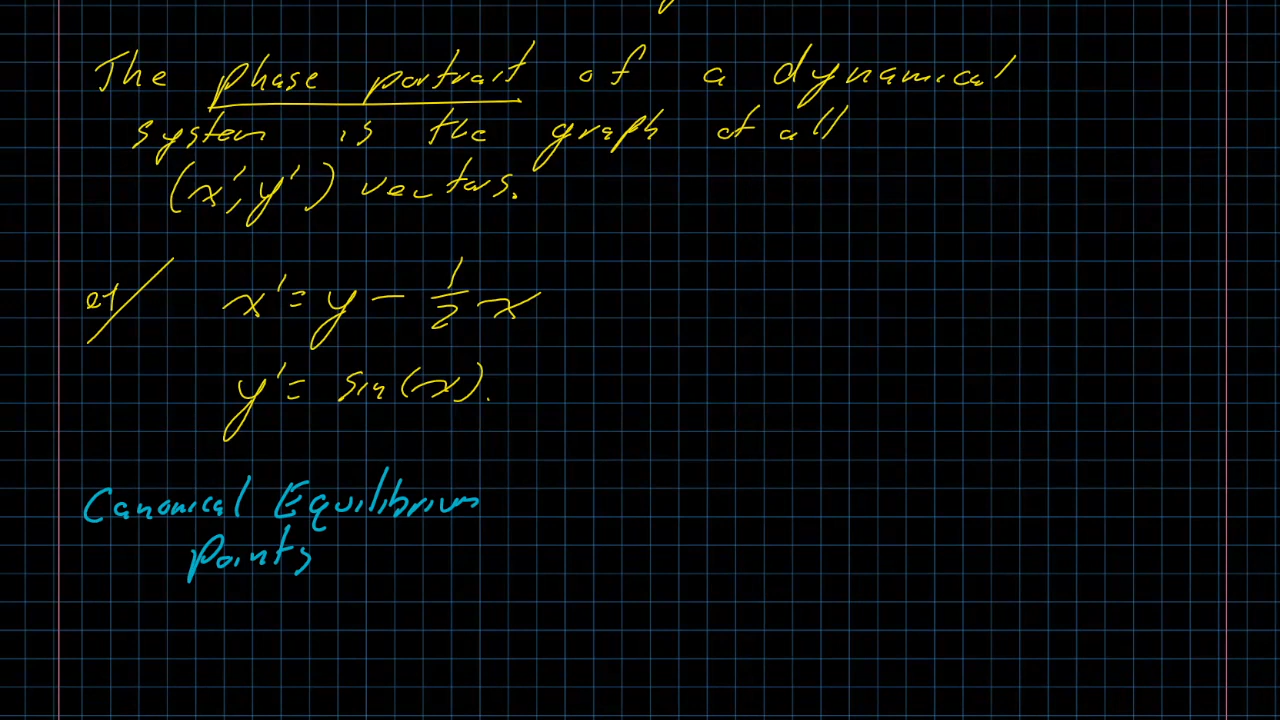 The phase portrait of a dynamical
system is the graph of all
(x', y') vectors.
ex/ x' = y - 1/2 x
y' = sin(x).
Canonical Equilibrium
Points